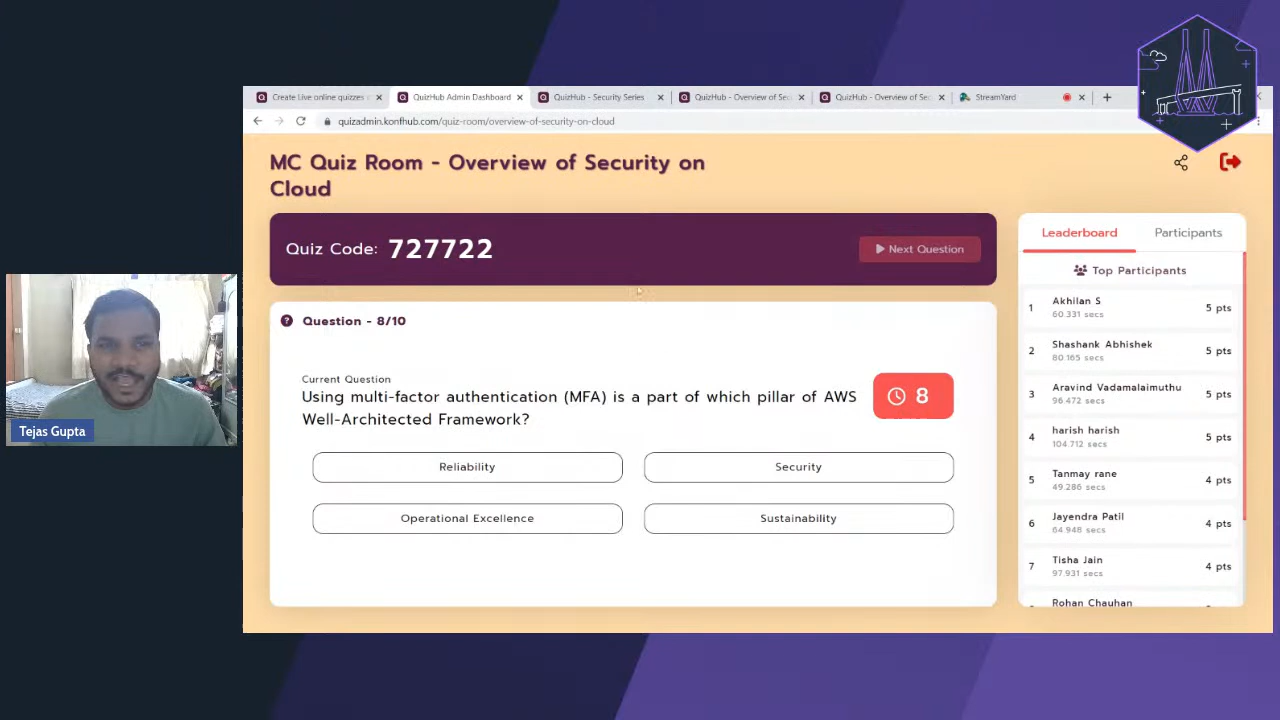 Create Live online quizzes
QuizHub Admin Dashboard
QuizHub - Security Series
QuizHub - Overview of Sec
QuizHub - Overview of Sec
StreamYard
quizadmin.konfhub.com/quiz-room/overview-of-security-on-cloud
MC Quiz Room - Overview of Security on
Cloud
Quiz Code: 727722
Next Question
Question - 8/10
Current Question
Using multi-factor authentication (MFA) is a part of which pillar of AWS
Well-Architected Framework?
8
Reliability
Security
Operational Excellence
Sustainability
Leaderboard
Participants
Top Participants
1 Akhilan S 5 pts
60.331 secs
2 Shashank Abhishek 5 pts
80.165 secs
3 Aravind Vadamalaimuthu 5 pts
96.472 secs
4 harish harish 5 pts
104.712 secs
5 Tanmay rane 4 pts
49.286 secs
6 Jayendra Patil 4 pts
64.948 secs
7 Tisha Jain 4 pts
97.931 secs
Rohan Chauhan
Tejas Gupta